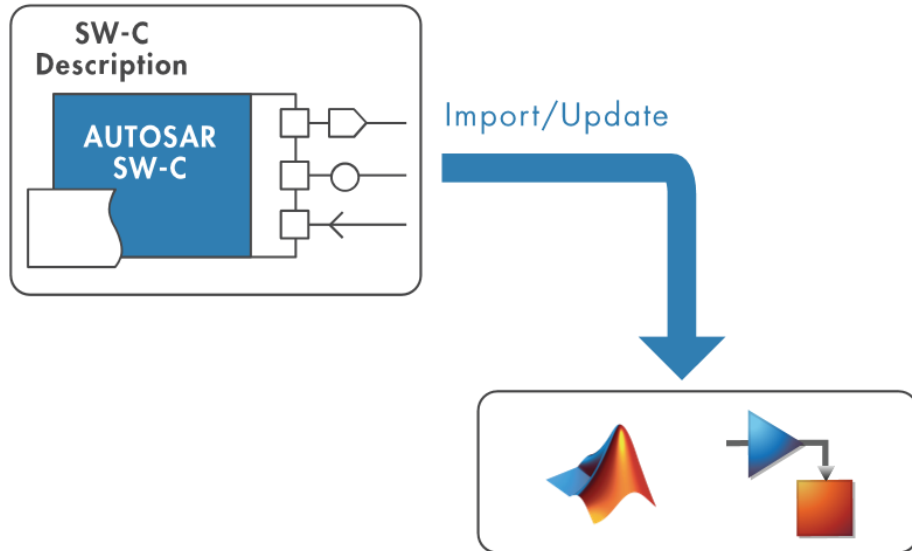 SW-C
Description
AUTOSAR
SW-C
Import/Update